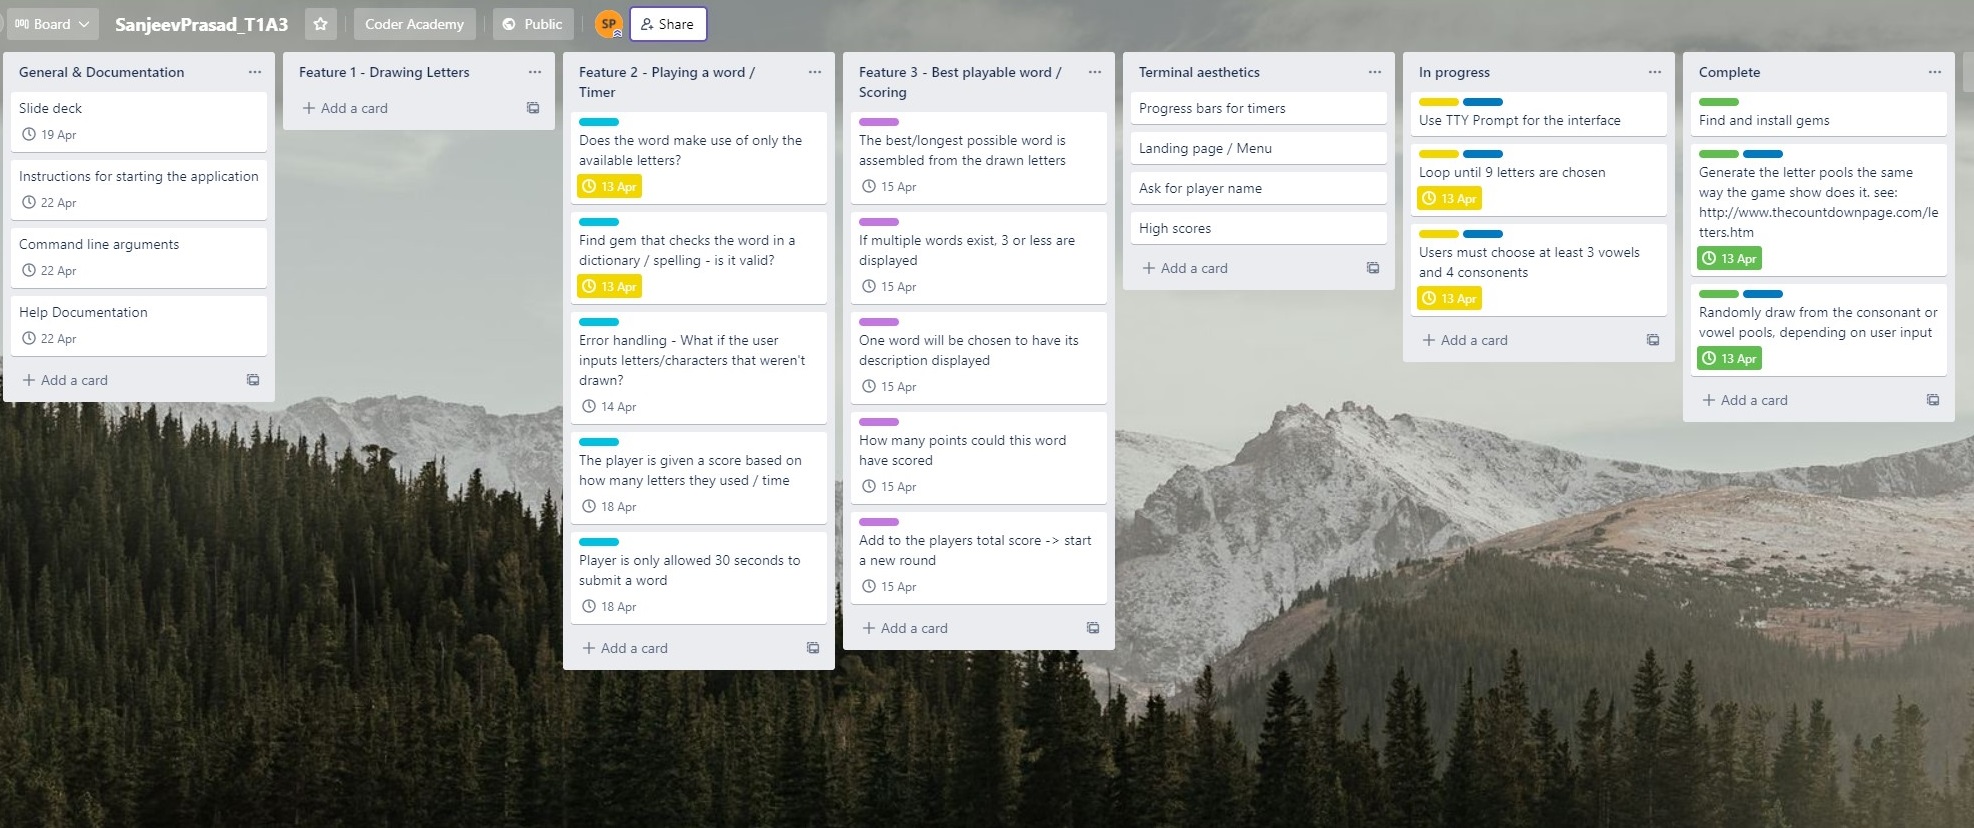 Board
SanjeevPrasad_T1A3
Coder Academy
Public
SP
Share
General & Documentation
Slide deck
19 Apr
Instructions for starting the application
22 Apr
Command line arguments
22 Apr
Help Documentation
22 Apr
Add a card
Feature 1 - Drawing Letters
Add a card
Feature 2 - Playing a word /
Timer
Does the word make use of only the
available letters?
13 Apr
Find gem that checks the word in a
dictionary / spelling - is it valid?
13 Apr
Error handling - What if the user
inputs letters/characters that weren't
drawn?
14 Apr
The player is given a score based on
how many letters they used / time
18 Apr
Player is only allowed 30 seconds to
submit a word
18 Apr
Add a card
Feature 3 - Best playable word /
Scoring
The best/longest possible word is
assembled from the drawn letters
15 Apr
If multiple words exist, 3 or less are
displayed
15 Apr
One word will be chosen to have its
description displayed
15 Apr
How many points could this word
have scored
15 Apr
Add to the players total score -> start
a new round
15 Apr
Add a card
Terminal aesthetics
Progress bars for timers
Landing page / Menu
Ask for player name
High scores
Add a card
In progress
Use TTY Prompt for the interface
Loop until 9 letters are chosen
13 Apr
Users must choose at least 3 vowels
and 4 consonents
13 Apr
Add a card
Complete
Find and install gems
Generate the letter pools the same
way the game show does it. see:
http://www.thecountdownpage.com/le
tters.htm
13 Apr
Randomly draw from the consonant or
vowel pools, depending on user input
13 Apr
Add a card